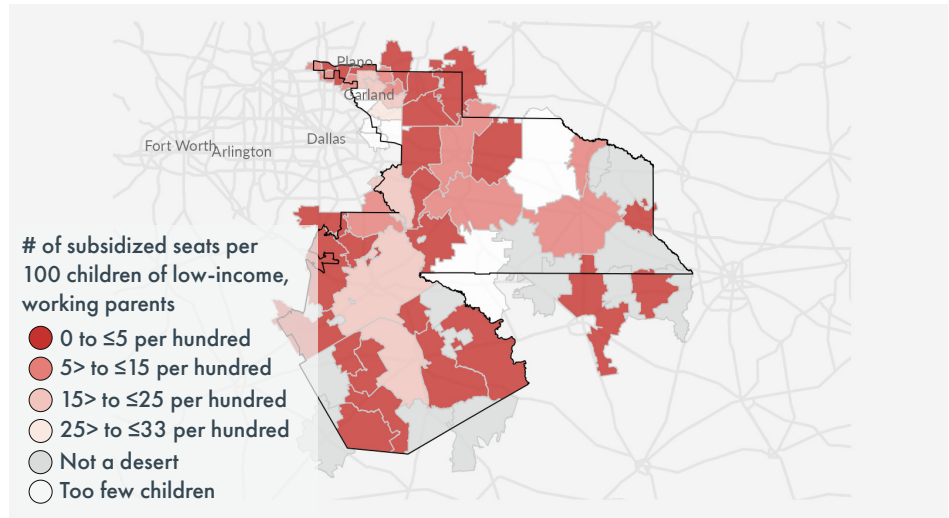 Plano
Garland
Dallas
Fort Worth
Arlington
# of subsidized seats per
100 children of low-income,
working parents
0 to ≤5 per hundred
5> to ≤15 per hundred
15> to ≤25 per hundred
25> to ≤33 per hundred
Not a desert
Too few children